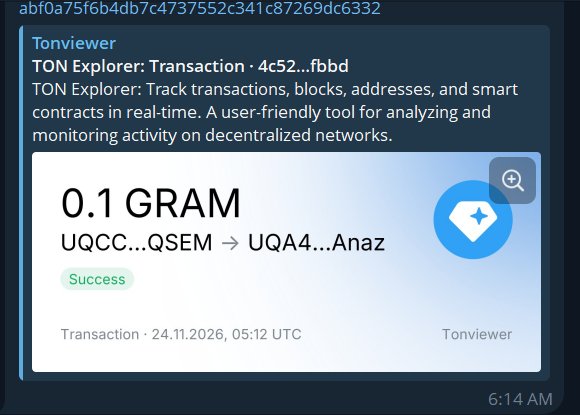 abf0a75f6b4db7c4737552c341c87269dc6332
Tonviewer
TON Explorer: Transaction · 4c52...fbbd
TON Explorer: Track transactions, blocks, addresses, and smart
contracts in real-time. A user-friendly tool for analyzing and
monitoring activity on decentralized networks.
0.1 GRAM
UQCC...QSEM → UQA4...Anaz
Success
Transaction · 24.11.2026, 05:12 UTC
Tonviewer
6:14 AM